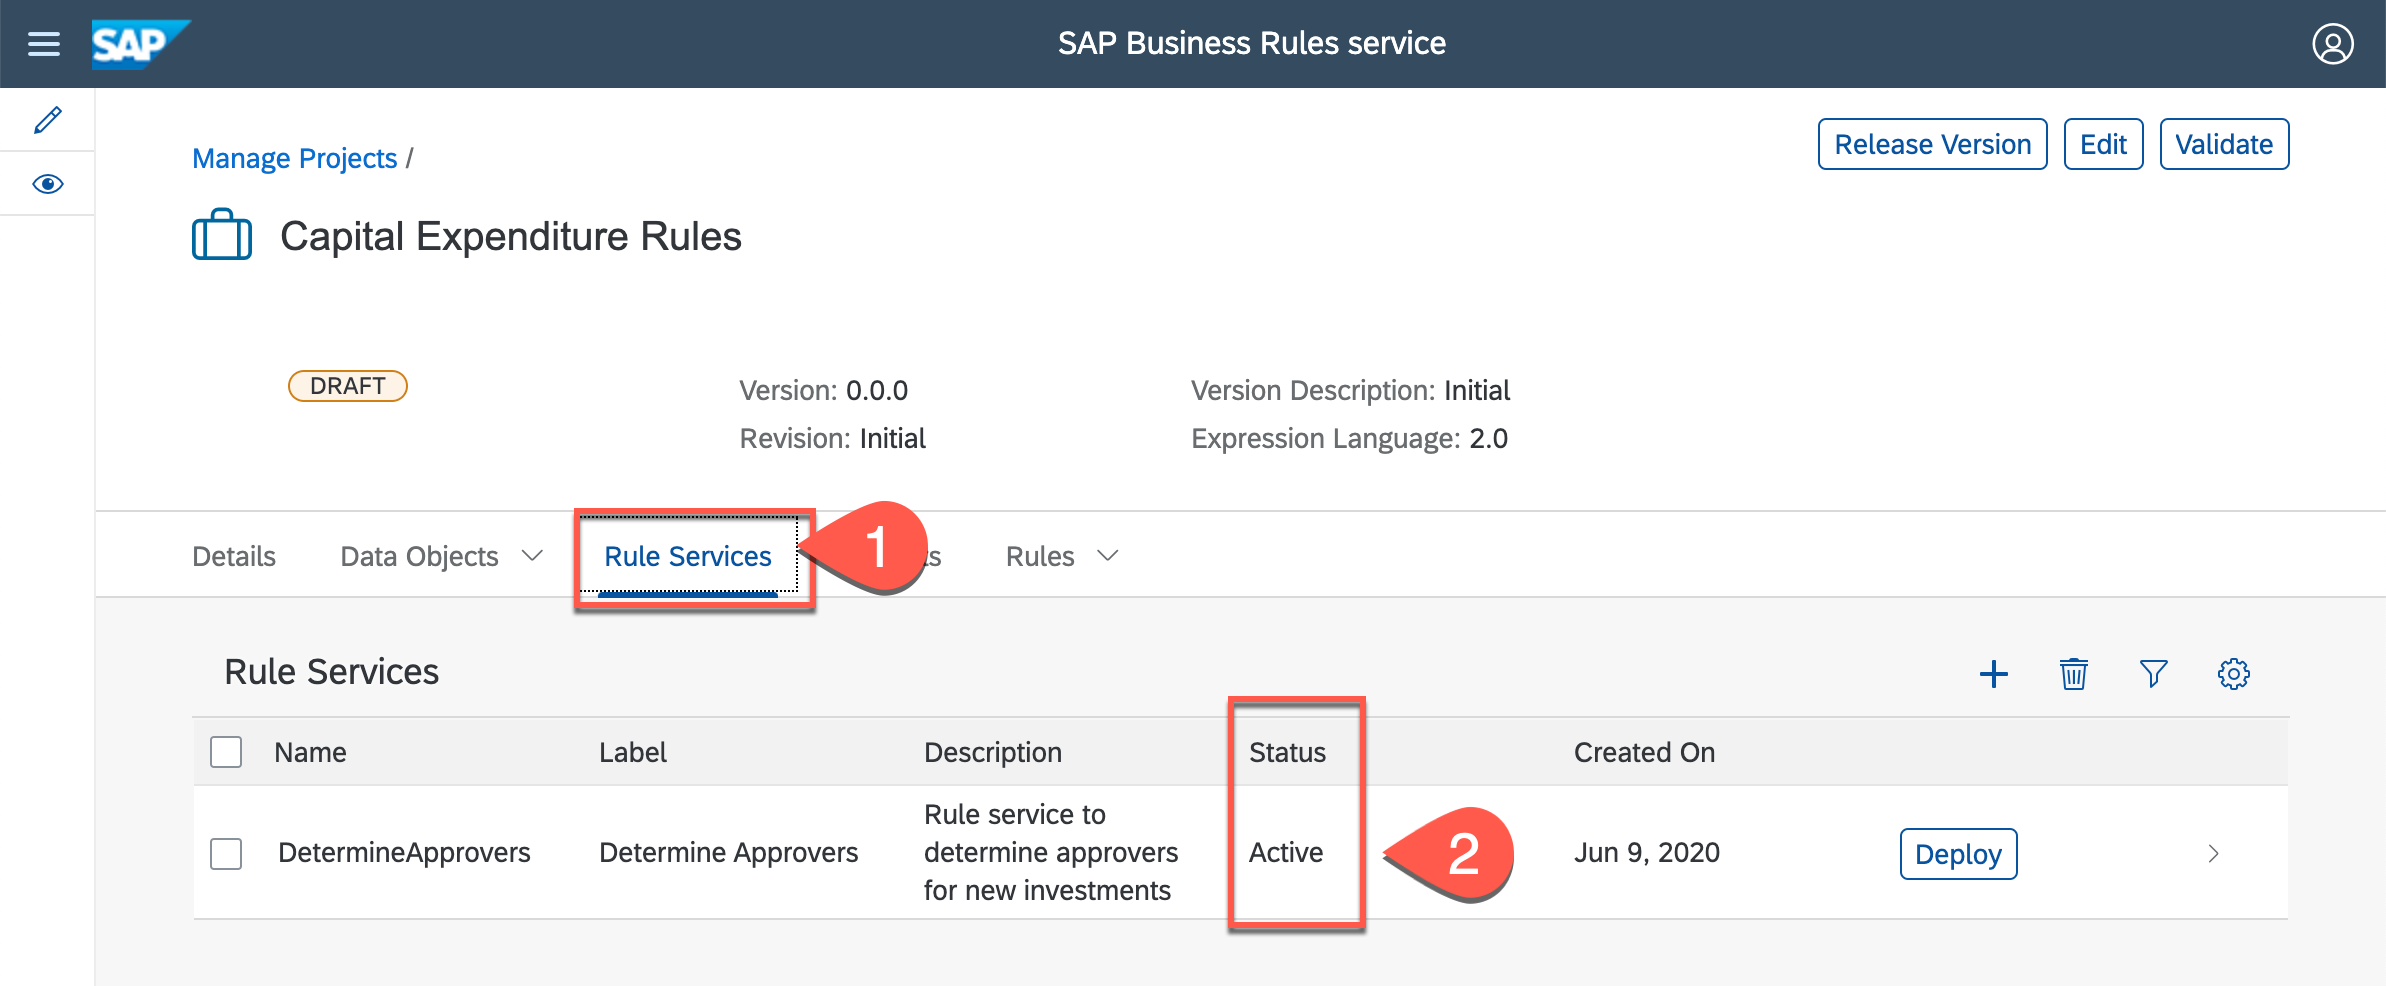 SAP
SAP Business Rules service
Manage Projects /
Release Version
Edit
Validate
Capital Expenditure Rules
DRAFT
Version: 0.0.0
Version Description: Initial
Revision: Initial
Expression Language: 2.0
Details
Data Objects
Rule Services
1
Rules
Rule Services
Name
Label
Description
Status
Created On
DetermineApprovers
Determine Approvers
Rule service to
determine approvers
for new investments
Active
2
Jun 9, 2020
Deploy